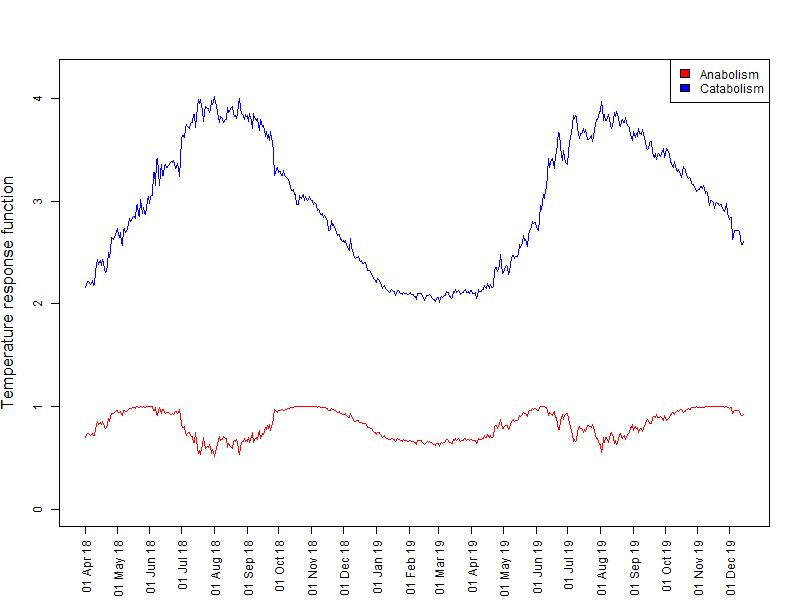 Anabolism
Catabolism
Temperature response function
4
3
2
1
0
01 Apr 18
01 May 18
01 Jun 18
01 Jul 18
01 Aug 18
01 Sep 18
01 Oct 18
01 Nov 18
01 Dec 18
01 Jan 19
01 Feb 19
01 Mar 19
01 Apr 19
01 May 19
01 Jun 19
01 Jul 19
01 Aug 19
01 Sep 19
01 Oct 19
01 Nov 19
01 Dec 19